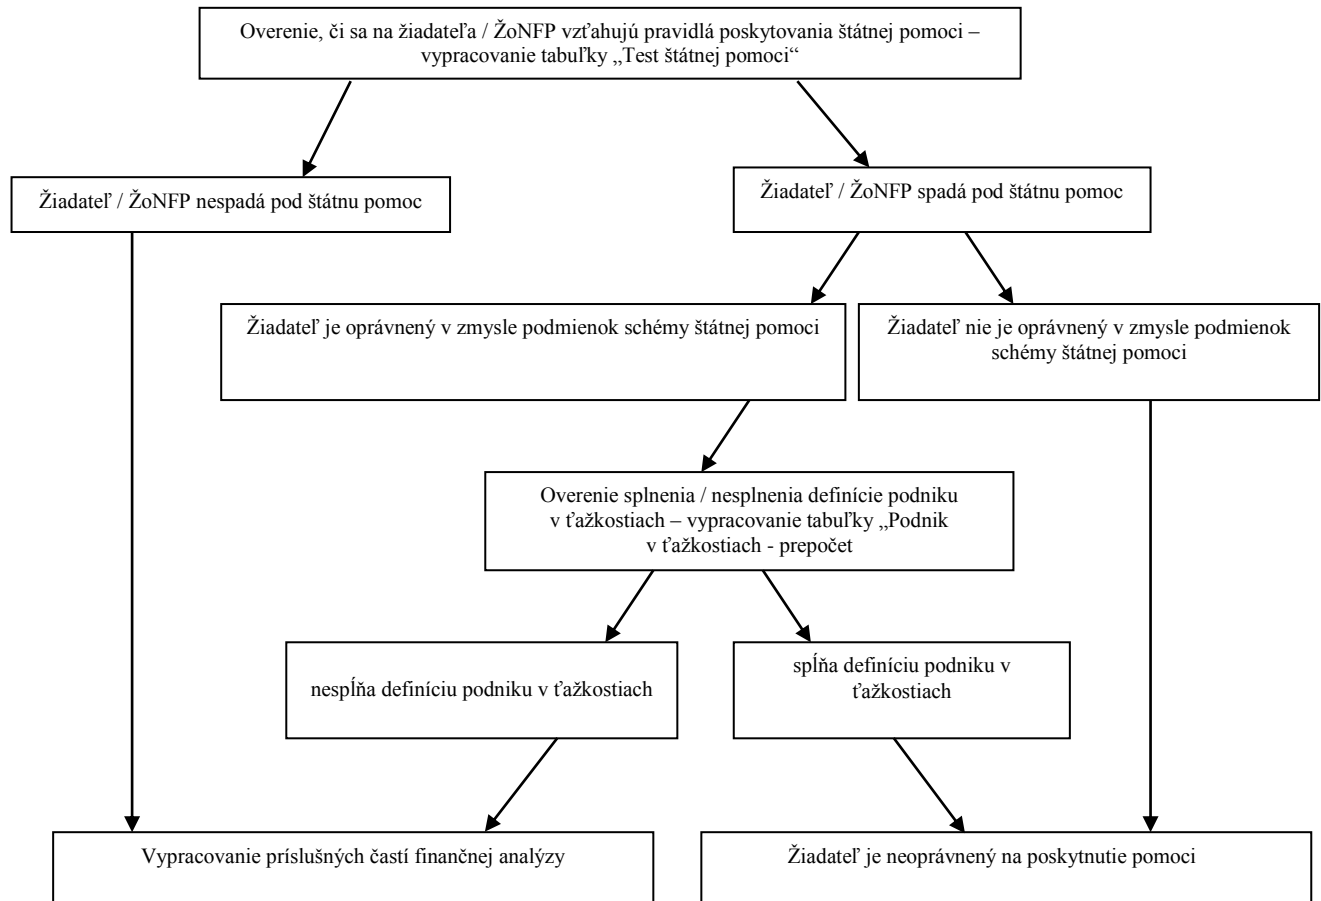 Overenie, či sa na žiadateľa / ŽoNFP vzťahujú pravidlá poskytovania štátnej pomoci –
vypracovanie tabuľky „Test štátnej pomoci“
Žiadateľ / ŽoNFP nespadá pod štátnu pomoc
Žiadateľ / ŽoNFP spadá pod štátnu pomoc
Žiadateľ je oprávnený v zmysle podmienok schémy štátnej pomoci
Žiadateľ nie je oprávnený v zmysle podmienok
schémy štátnej pomoci
Overenie splnenia / nesplnenia definície podniku
v ťažkostiach – vypracovanie tabuľky „Podnik
v ťažkostiach - prepočet
nespĺňa definíciu podniku v ťažkostiach
spĺňa definíciu podniku v
ťažkostiach
Vypracovanie príslušných častí finančnej analýzy
Žiadateľ je neoprávnený na poskytnutie pomoci